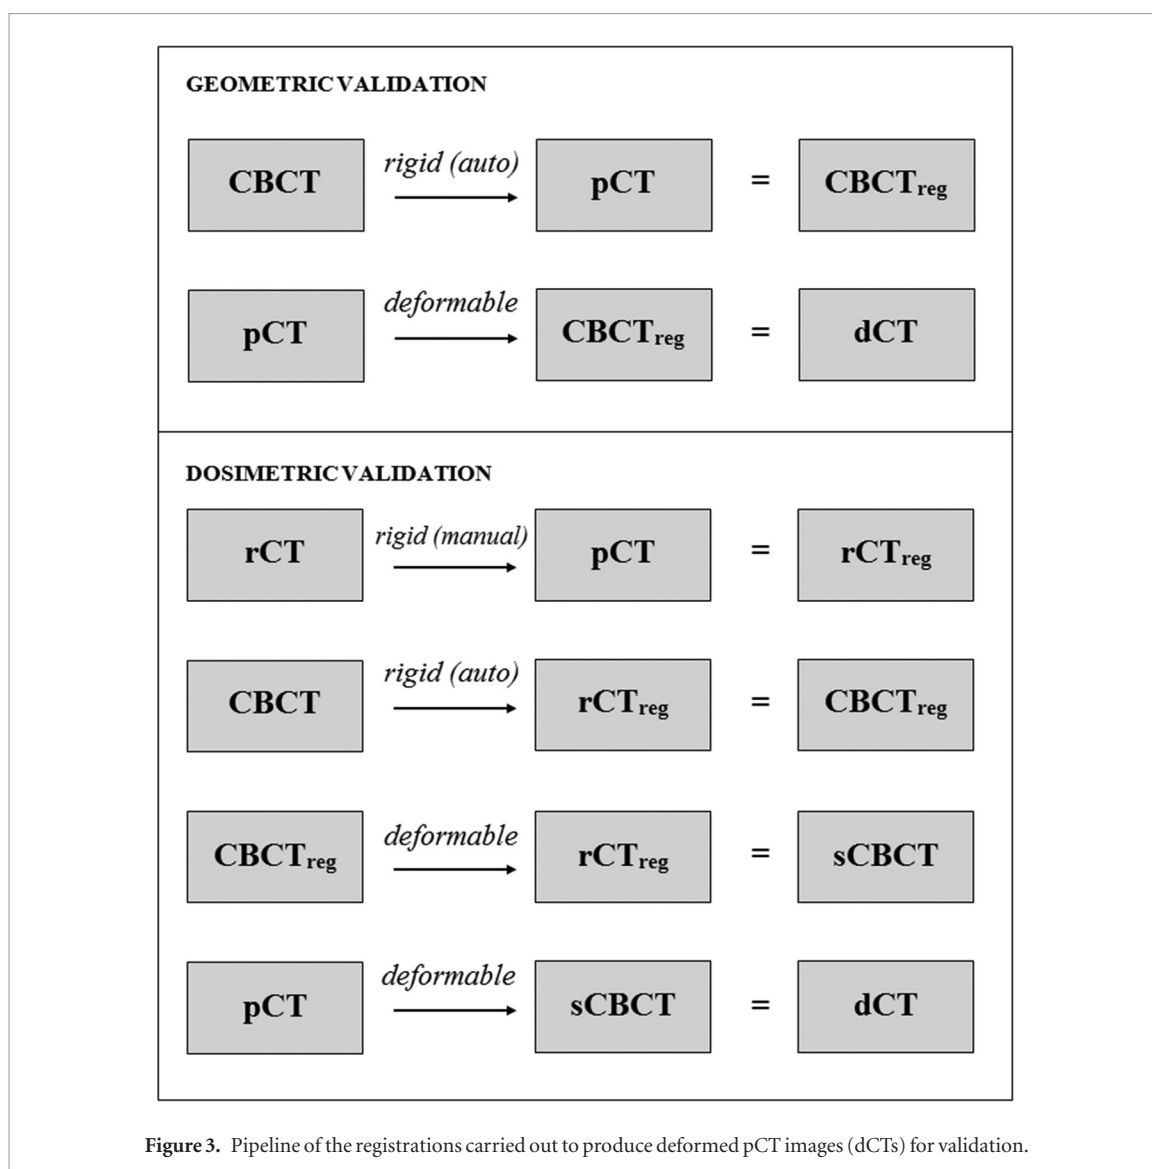 GEOMETRIC VALIDATION
CBCT rigid (auto) pCT = CBCTreg
pCT deformable CBCTreg = dCT
DOSIMETRIC VALIDATION
rCT rigid (manual) pCT = rCTreg
CBCT rigid (auto) rCTreg = CBCTreg
CBCTreg deformable rCTreg = sCBCT
pCT deformable sCBCT = dCT
Figure 3. Pipeline of the registrations carried out to produce deformed pCT images (dCTs) for validation.